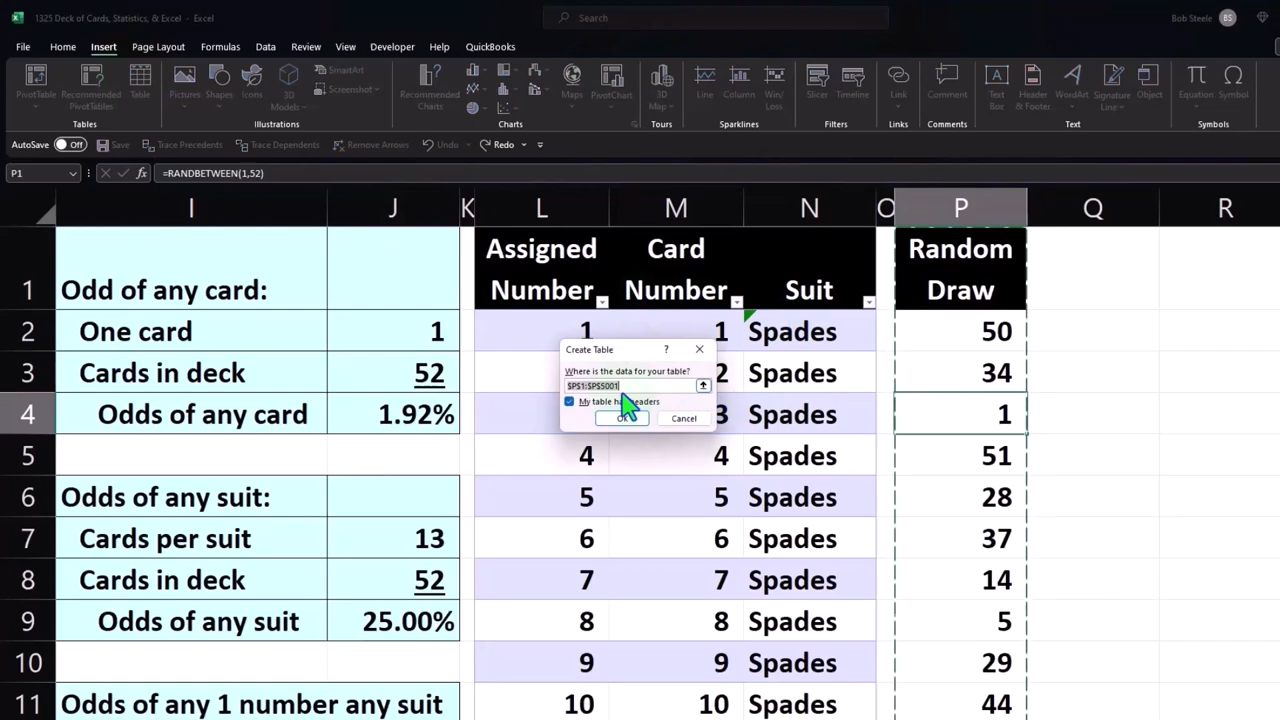 1325 Deck of Cards, Statistics, & Excel - Excel
Search
Bob Steele BS
File Home Insert Page Layout Formulas Data Review View Developer Help QuickBooks
PivotTable Recommended PivotTables Table Pictures Shapes Icons 3D Models SmartArt Screenshot Recommended Charts Maps PivotChart 3D Map Line Column Win/Loss Slicer Timeline Link Comment Text Box Header & Footer WordArt Signature Line Object Equation Symbol
Tables Illustrations Charts Tours Sparklines Filters Links Comments Text Symbols
AutoSave Off Save Trace Precedents Trace Dependents Remove Arrows Undo Redo
P1 fx =RANDBETWEEN(1,52)
I J K L M N O P Q R
Assigned Card Random
1 Odd of any card: Number Number Suit Draw
2 One card 1 1 1 Spades 50
3 Cards in deck 52 2 Spades 34
4 Odds of any card 1.92% 3 Spades 1
5 4 4 Spades 51
6 Odds of any suit: 5 5 Spades 28
7 Cards per suit 13 6 6 Spades 37
8 Cards in deck 52 7 7 Spades 14
9 Odds of any suit 25.00% 8 8 Spades 5
10 9 9 Spades 29
11 Odds of any 1 number any suit 10 10 Spades 44
Create Table ?
Where is the data for your table?
$P$1:$P$5001
My table headers
Cancel